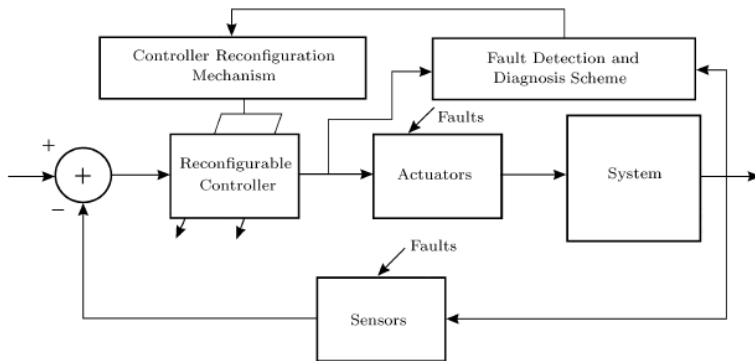 Controller Reconfiguration
Mechanism
Fault Detection and
Diagnosis Scheme
Faults
+
+
−
Reconfigurable
Controller
Actuators
System
Faults
Sensors